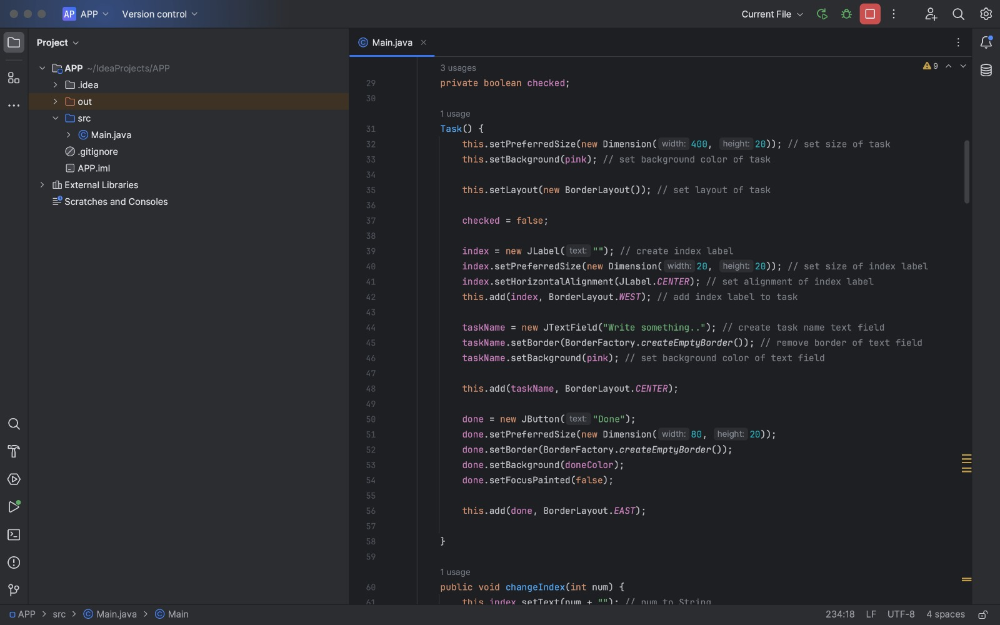 AP APP Version control Current File
Project
Main.java
APP ~/IdeaProjects/APP
.idea
out
src
Main.java
.gitignore
APP.iml
External Libraries
Scratches and Consoles
9
3 usages
29 private boolean checked;
30
1 usage
31 Task() {
32 this.setPreferredSize(new Dimension( width: 400, height: 20)); // set size of task
33 this.setBackground(pink); // set background color of task
34
35 this.setLayout(new BorderLayout()); // set layout of task
36
37 checked = false;
38
39 index = new JLabel( text: ""); // create index label
40 index.setPreferredSize(new Dimension( width: 20, height: 20)); // set size of index label
41 index.setHorizontalAlignment(JLabel.CENTER); // set alignment of index label
42 this.add(index, BorderLayout.WEST); // add index label to task
43
44 taskName = new JTextField("Write something.."); // create task name text field
45 taskName.setBorder(BorderFactory.createEmptyBorder()); // remove border of text field
46 taskName.setBackground(pink); // set background color of text field
47
48 this.add(taskName, BorderLayout.CENTER);
49
50 done = new JButton( text: "Done");
51 done.setPreferredSize(new Dimension( width: 80, height: 20));
52 done.setBorder(BorderFactory.createEmptyBorder());
53 done.setBackground(doneColor);
54 done.setFocusPainted(false);
55
56 this.add(done, BorderLayout.EAST);
57
58 }
59
1 usage
60 public void changeIndex(int num) {
61 this.index.setText(num + ""); // num to String
APP > src > Main.java > Main 234:18 LF UTF-8 4 spaces